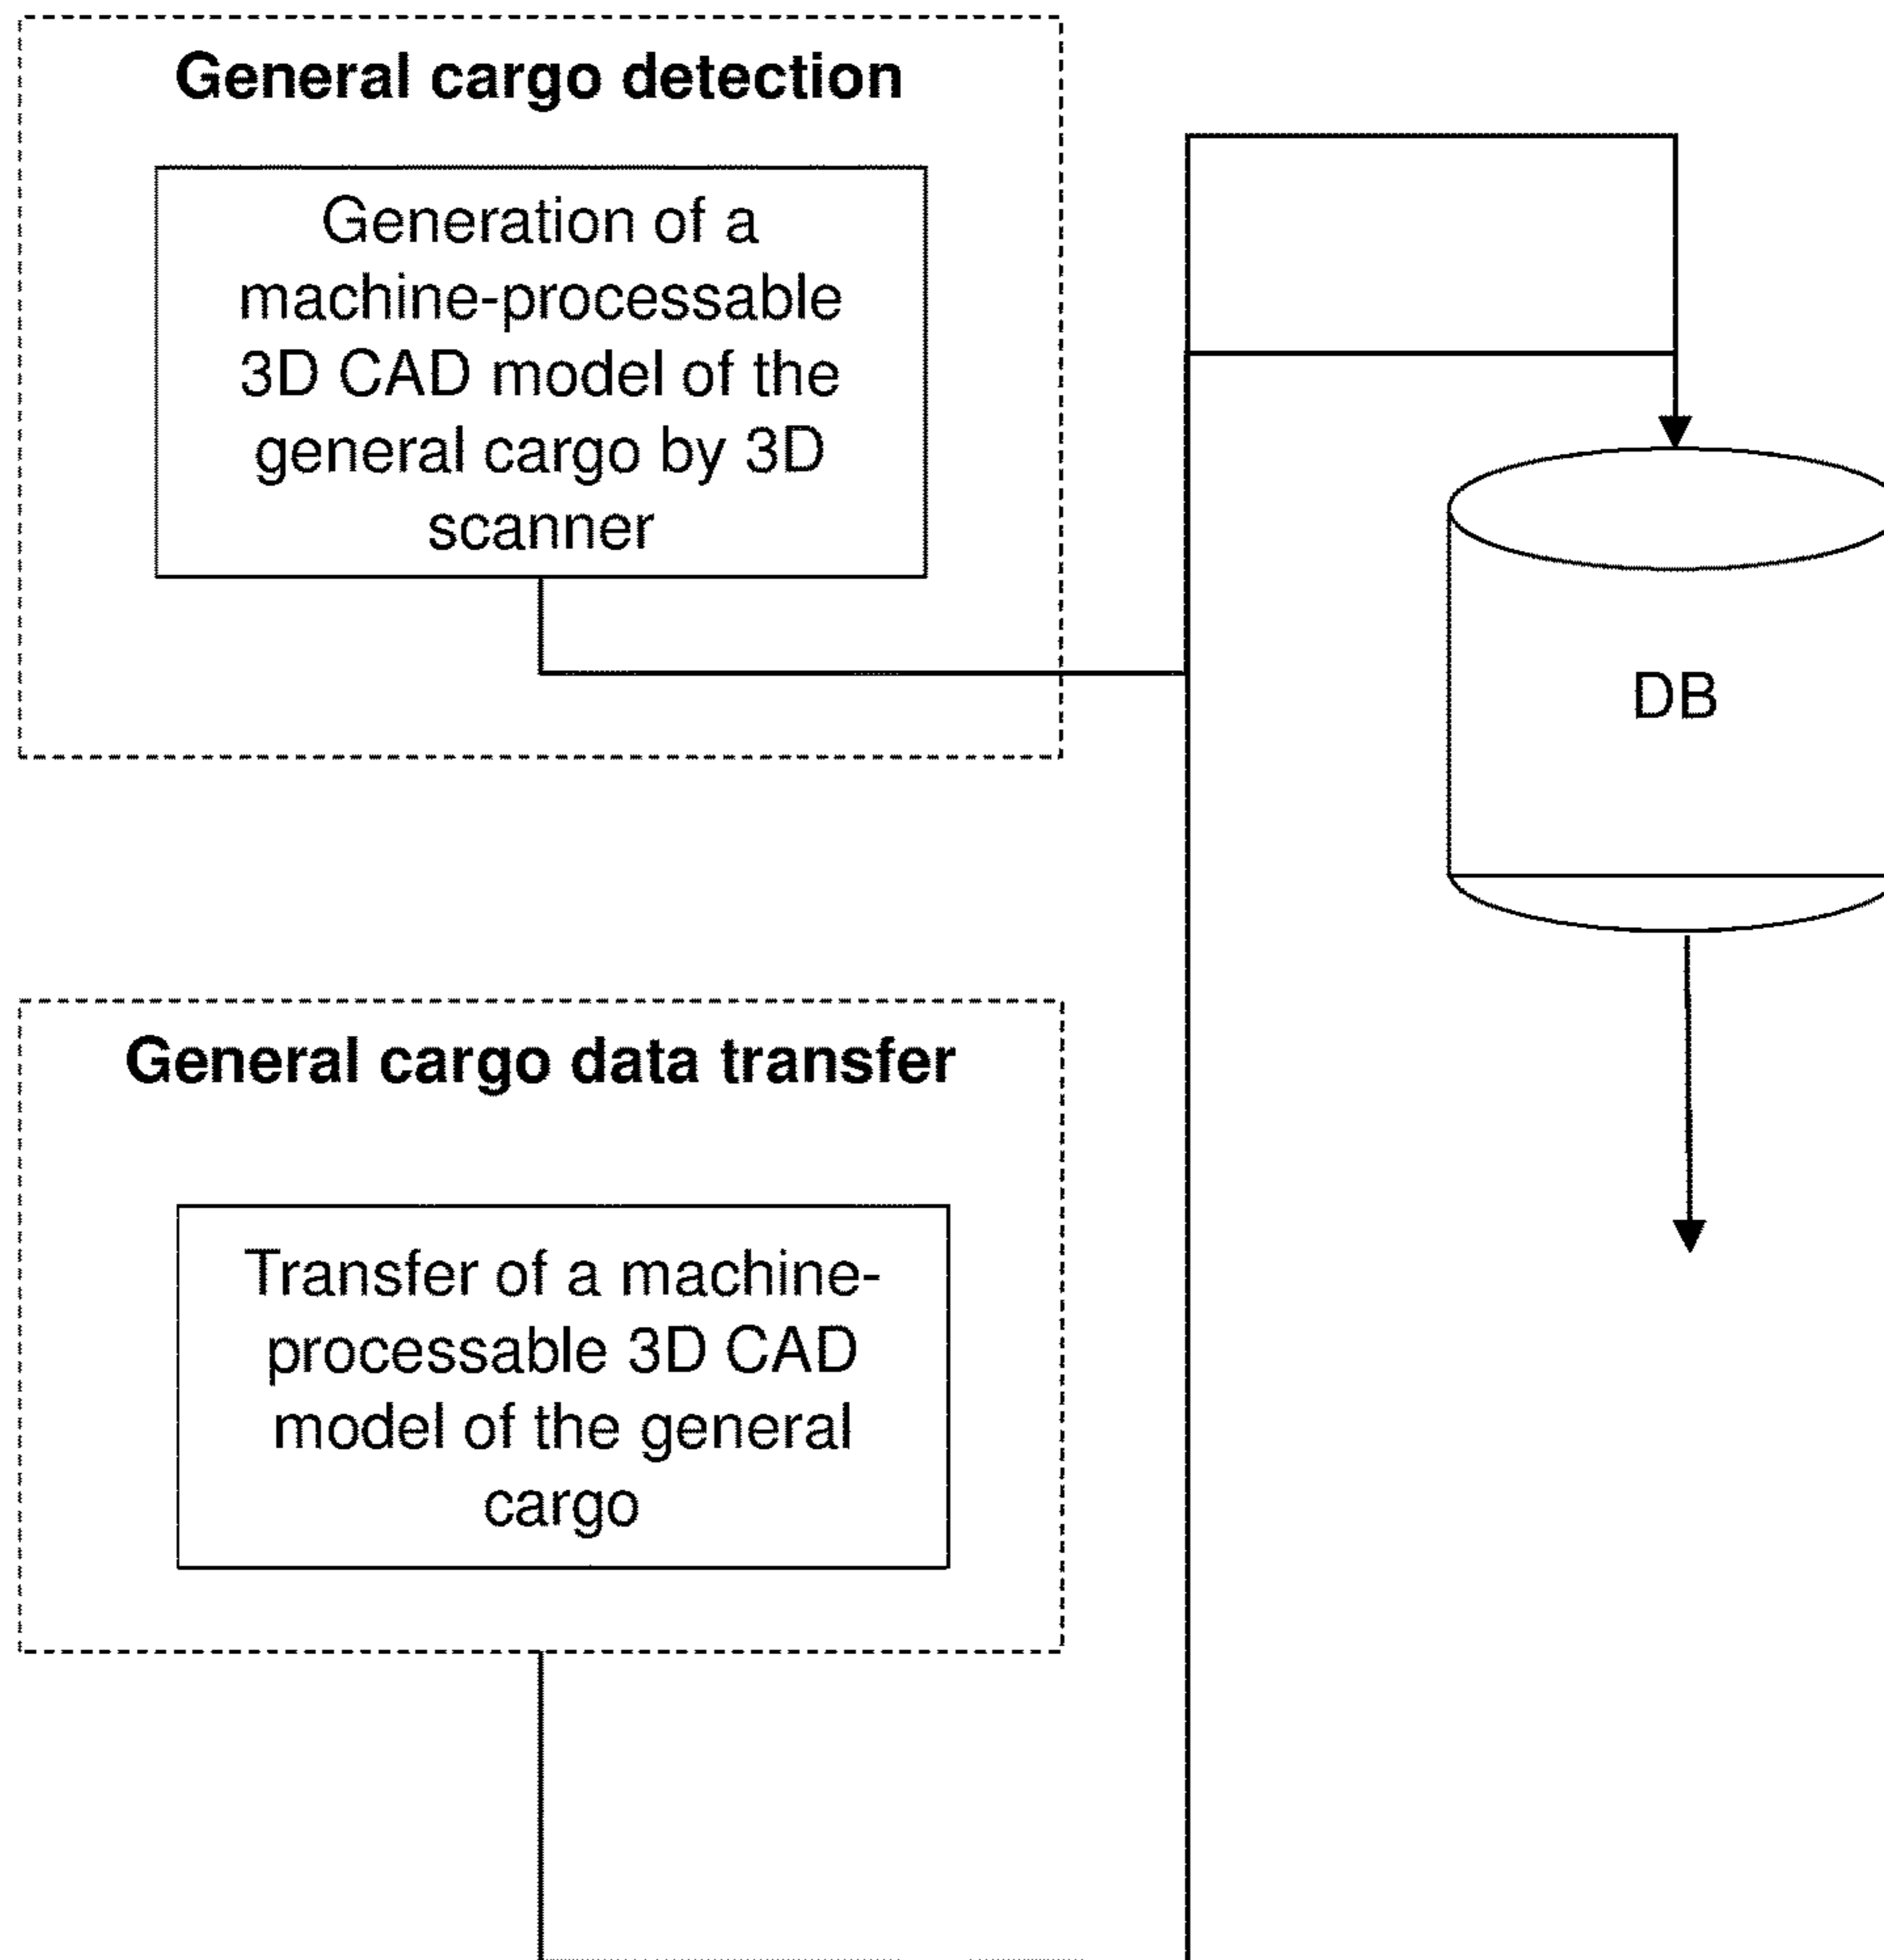 General cargo detection
Generation of a
machine-processable
3D CAD model of the
general cargo by 3D
scanner
DB
General cargo data transfer
Transfer of a machine-
processable 3D CAD
model of the general
cargo